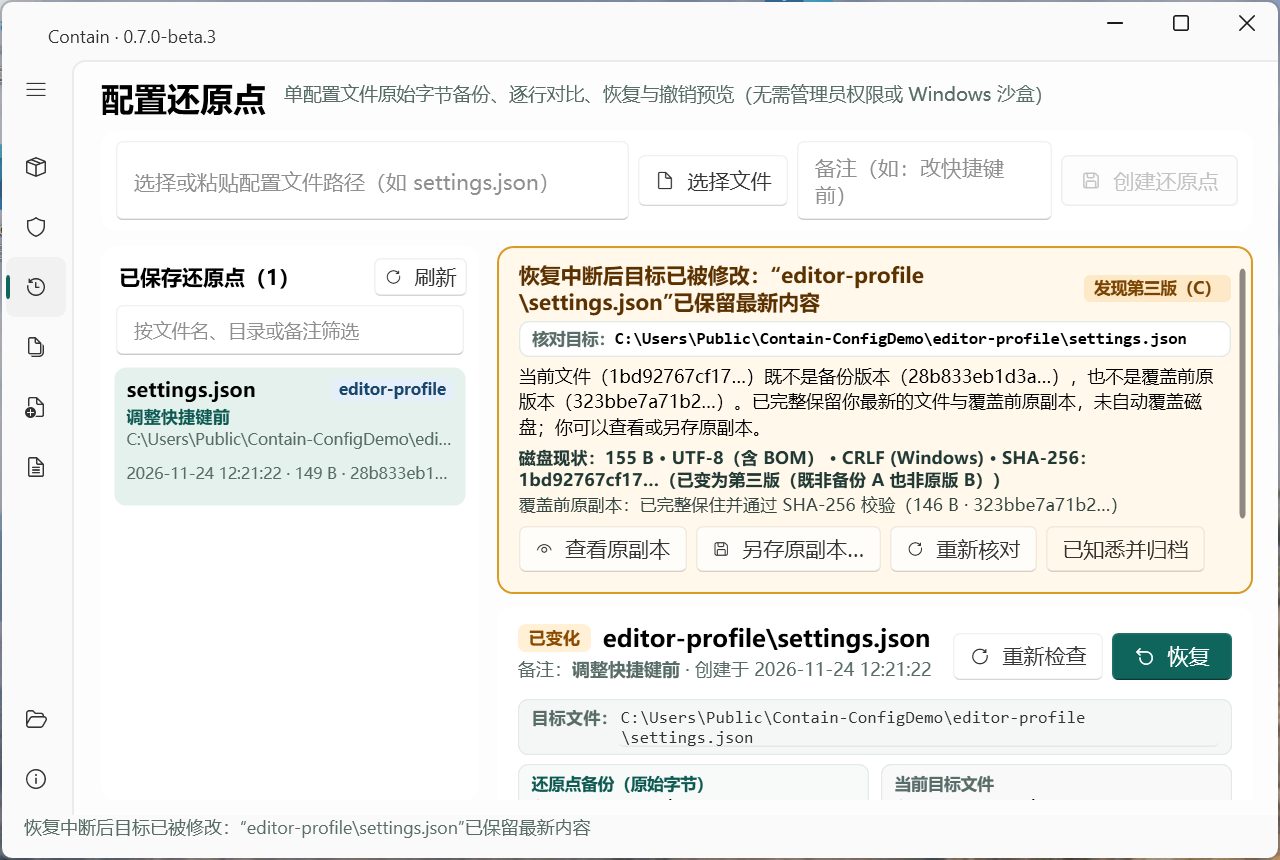 Contain · 0.7.0-beta.3
配置还原点
单配置文件原始字节备份、逐行对比、恢复与撤销预览（无需管理员权限或 Windows 沙盒）
选择或粘贴配置文件路径（如 settings.json）
选择文件
备注（如：改快捷键
前）
创建还原点
已保存还原点（1）
刷新
按文件名、目录或备注筛选
settings.json
editor-profile
调整快捷键前
C:\Users\Public\Contain-ConfigDemo\edi...
2026-11-24 12:21:22 · 149 B · 28b833eb1...
恢复中断后目标已被修改：“editor-profile
\settings.json”已保留最新内容
发现第三版（C）
核对目标：C:\Users\Public\Contain-ConfigDemo\editor-profile\settings.json
当前文件（1bd92767cf17…）既不是备份版本（28b833eb1d3a…），也不是覆盖前原
版本（323bbe7a71b2…）。已完整保留你最新的文件与覆盖前原副本，未自动覆盖磁
盘；你可以查看或另存原副本。
磁盘现状：155 B • UTF-8（含 BOM） • CRLF (Windows) • SHA-256:
1bd92767cf17…（已变为第三版（既非备份 A 也非原版 B））
覆盖前原副本：已完整保住并通过 SHA-256 校验（146 B · 323bbe7a71b2…）
查看原副本
另存原副本...
重新核对
已知悉并归档
已变化
editor-profile\settings.json
备注：调整快捷键前 · 创建于 2026-11-24 12:21:22
重新检查
恢复
目标文件：C:\Users\Public\Contain-ConfigDemo\editor-profile
\settings.json
还原点备份（原始字节）
当前目标文件
恢复中断后目标已被修改：“editor-profile\settings.json”已保留最新内容